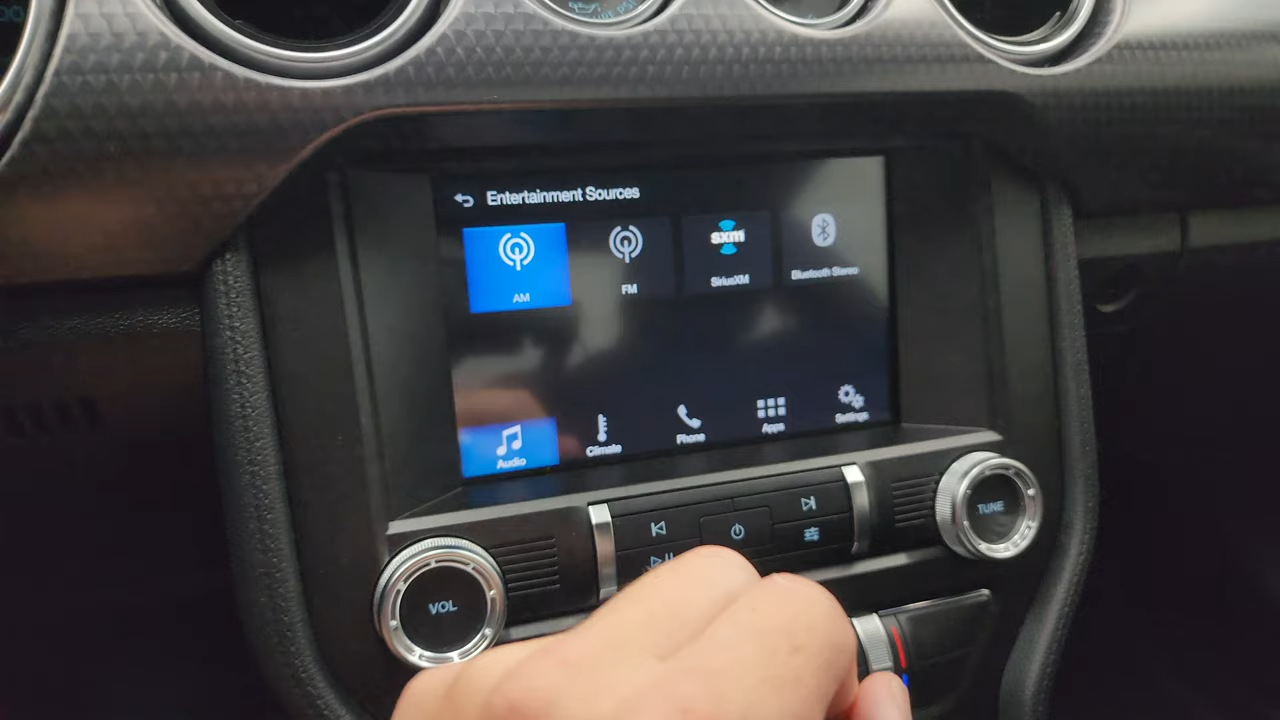 Entertainment Sources
AM
FM
sxm
SiriusXM
Bluetooth Stereo
Audio
Climate
Phone
Apps
Settings
VOL
TUNE